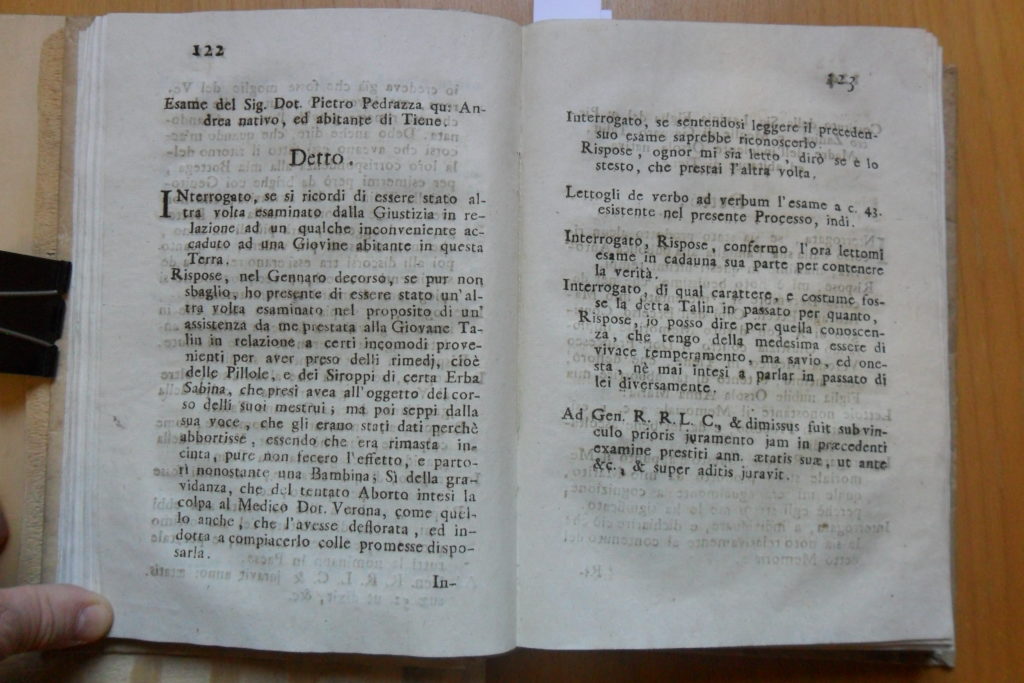 122
Esame del Sig. Dot. Pietro Pedrazza qu: An-
drea nativo, ed abitante di Tiene.
Detto.
INterrogato, se si ricordi di essere stato al-
tra volta esaminato dalla Giustizia in re-
lazione ad un qualche inconveniente ac-
caduto ad una Giovine abitante in questa
Terra.
Rispose, nel Gennaro decorso, se pur non
sbaglio, ho presente di essere stato un'al-
tra volta esaminato nel proposito di un'
assistenza da me prestata alla Giovane Ta-
lin in relazione a certi incomodi prove-
nienti per aver preso delli rimedj, cioè
delle Pillole, e dei Siroppi di certa Erba
Sabina, che presi avea all'oggetto del cor-
so delli suoi mestrui; ma poi seppi dalla
sua voce, che gli erano stati dati perchè
abbortisse, essendo che era rimasta in-
cinta, pure non fecero l'effetto, e parto-
rì nonostante una Bambina; Sì della gra-
vidanza, che del tentato Aborto intesi la
colpa al Medico Dot. Verona, come quel-
lo anche, che l'avesse deflorata, ed in-
dotta a compiacerlo colle promesse di spo-
sarla.
In-
123
Interrogato, se sentendosi leggere il preceden-
suo esame saprebbe riconoscerlo.
Rispose, ognor mi sia letto, dirò se è lo
stesto, che prestai l'altra volta.
Lettogli de verbo ad verbum l'esame a c. 43.
esistente nel presente Processo, indi.
Interrogato, Rispose, confermo l'ora lettomi
esame in cadauna sua parte per contenere
la verità.
Interrogato, di qual carattere, e costume fos-
se la detta Talin in passato per quanto,
Rispose, io posso dire per quella conoscen-
za, che tengo della medesima essere di
vivace temperamento, ma savio, ed one-
sta, nè mai intesi a parlar in passato di
lei diversamente.
Ad Gen. R. R. L. C., & dimissus fuit sub vin-
culo prioris juramento jam in præcedenti
examine prestiti ann. ætatis suæ, ut ante
&c., & super aditis juravit.